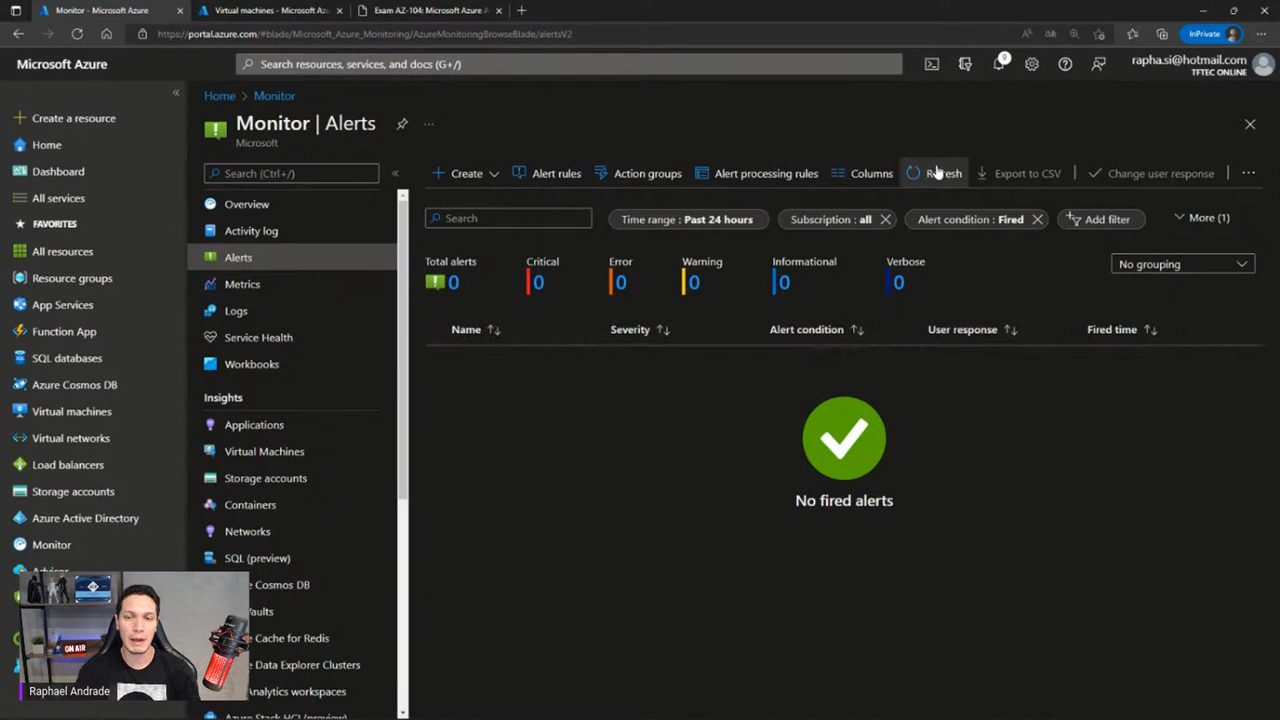 Monitor - Microsoft Azure
Virtual machines - Microsoft Az
Exam AZ-104: Microsoft Azure A
https://portal.azure.com/#blade/Microsoft_Azure_Monitoring/AzureMonitoringBrowseBlade/alertsV2
InPrivate
Microsoft Azure
Search resources, services, and docs (G+/)
rapha.si@hotmail.com
TFTEC ONLINE
Create a resource
Home
Dashboard
All services
FAVORITES
All resources
Resource groups
App Services
Function App
SQL databases
Azure Cosmos DB
Virtual machines
Virtual networks
Load balancers
Storage accounts
Azure Active Directory
Monitor
Home > Monitor
Monitor | Alerts
Microsoft
Search (Ctrl+/)
Overview
Activity log
Alerts
Metrics
Logs
Service Health
Workbooks
Insights
Applications
Virtual Machines
Storage accounts
Containers
Networks
SQL (preview)
Cosmos DB
Vaults
Cache for Redis
Data Explorer Clusters
Analytics workspaces
Azure Stack HCI (preview)
Create
Alert rules
Action groups
Alert processing rules
Columns
Refresh
Export to CSV
Change user response
Search
Time range : Past 24 hours
Subscription : all
Alert condition : Fired
Add filter
More (1)
Total alerts
0
Critical
0
Error
0
Warning
0
Informational
0
Verbose
0
No grouping
Name
Severity
Alert condition
User response
Fired time
No fired alerts
ON AIR
Raphael Andrade